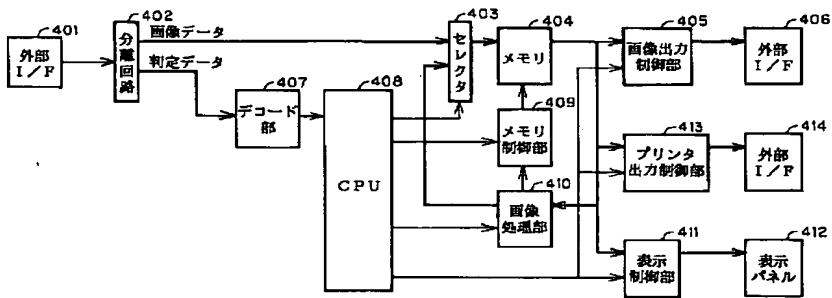 401
外部
I/F
402
分離回路
画像データ
判定データ
403
セレクタ
404
メモリ
405
画像出力
制御部
406
外部
I/F
407
デコード
部
408
CPU
409
メモリ
制御部
413
プリンタ
出力制御部
414
外部
I/F
410
画像
処理部
411
表示
制御部
412
表示
パネル